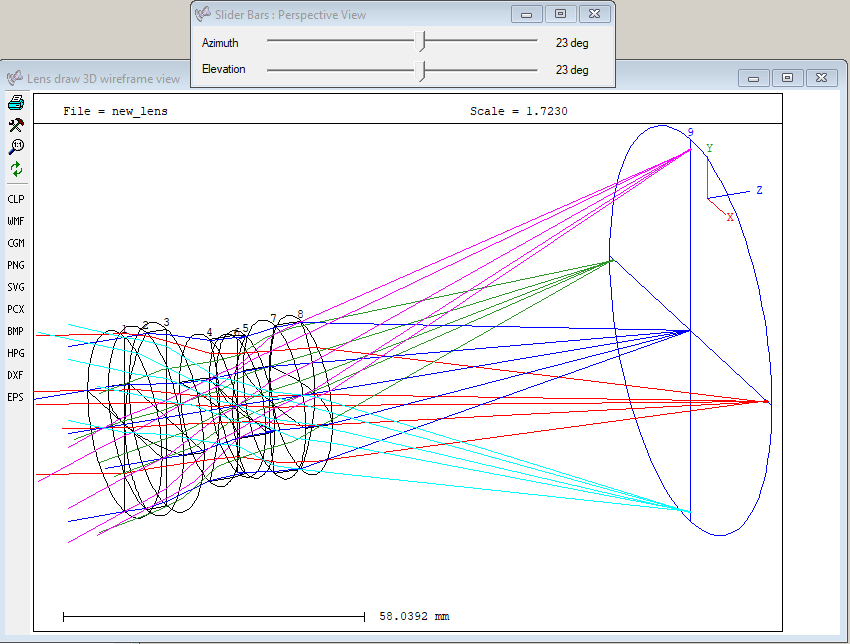 Slider Bars : Perspective View
Azimuth 23 deg
Elevation 23 deg
Lens draw 3D wireframe view
File = new_lens Scale = 1.7230
CLP
WMF
CGM
PNG
SVG
PCX
BMP
HPG
DXF
EPS
1 2 3 4 5 7 8 9
Y
Z
X
58.0392 mm